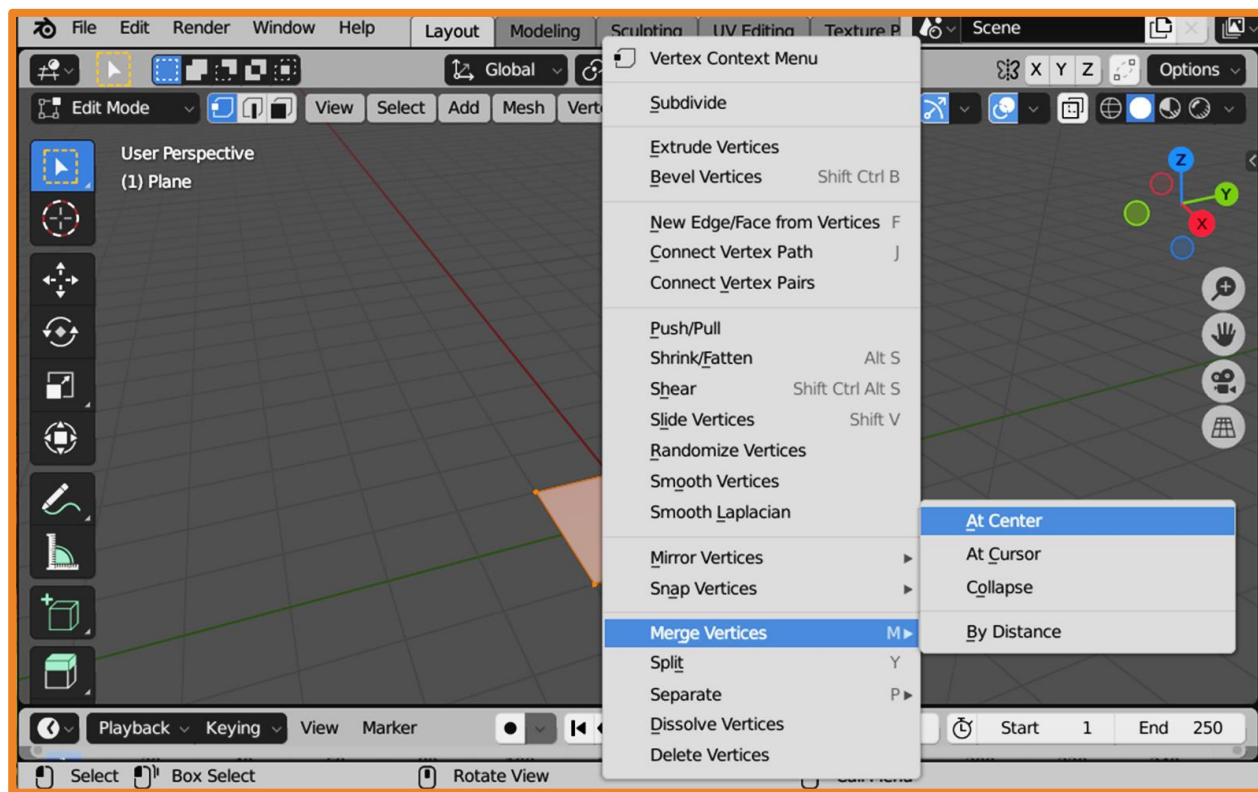 File Edit Render Window Help Layout Modeling Sculpting UV Editing Texture P Scene
Global X Y Z Options
Edit Mode View Select Add Mesh
User Perspective
(1) Plane
Z
Y
X
Vertex Context Menu
Subdivide
Extrude Vertices
Bevel Vertices Shift Ctrl B
New Edge/Face from Vertices F
Connect Vertex Path J
Connect Vertex Pairs
Push/Pull
Shrink/Fatten Alt S
Shear Shift Ctrl Alt S
Slide Vertices Shift V
Randomize Vertices
Smooth Vertices
Smooth Laplacian
Mirror Vertices
Snap Vertices
Merge Vertices M
Split Y
Separate P
Dissolve Vertices
Delete Vertices
At Center
At Cursor
Collapse
By Distance
Playback Keying View Marker Start 1 End 250
Select Box Select Rotate View